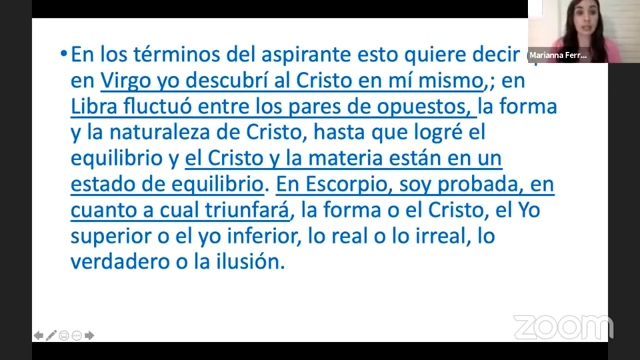 •En los términos del aspirante esto quiere decir
en Virgo yo descubrí al Cristo en mí mismo,; en
Libra fluctuó entre los pares de opuestos, la forma
y la naturaleza de Cristo, hasta que logré el
equilibrio y el Cristo y la materia están en un
estado de equilibrio. En Escorpio, soy probada, en
cuanto a cual triunfará, la forma o el Cristo, el Yo
superior o el yo inferior, lo real o lo irreal, lo
verdadero o la ilusión.
Marianna Ferr...
zoom